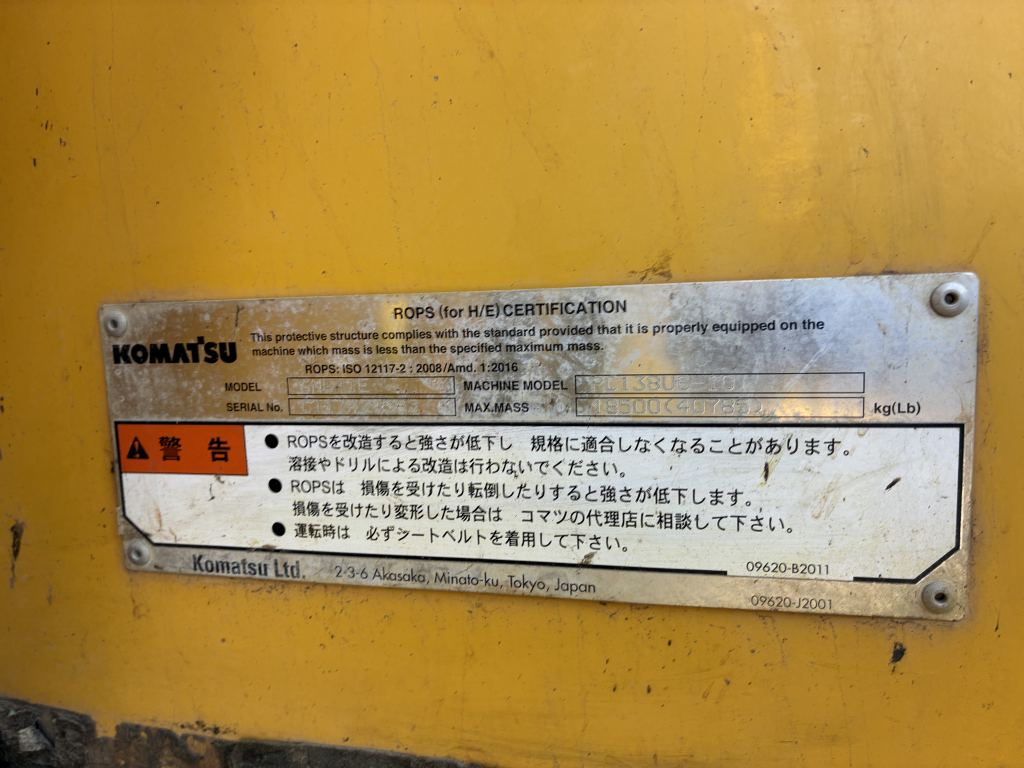 ROPS (for H/E) CERTIFICATION
KOMATSU
This protective structure complies with the standard provided that it is properly equipped on the
machine which mass is less than the specified maximum mass.
ROPS: ISO 12117-2 : 2008/Amd. 1:2016
MODEL MACHINE MODEL
SERIAL No. MAX.MASS kg(Lb)
警告
● ROPSを改造すると強さが低下し 規格に適合しなくなることがあります。
溶接やドリルによる改造は行わないでください。
● ROPSは 損傷を受けたり転倒したりすると強さが低下します。
損傷を受けたり変形した場合は コマツの代理店に相談して下さい。
● 運転時は 必ずシートベルトを着用して下さい。
09620-B2011
Komatsu Ltd. 2-3-6 Akasaka, Minato-ku, Tokyo, Japan
09620-J2001